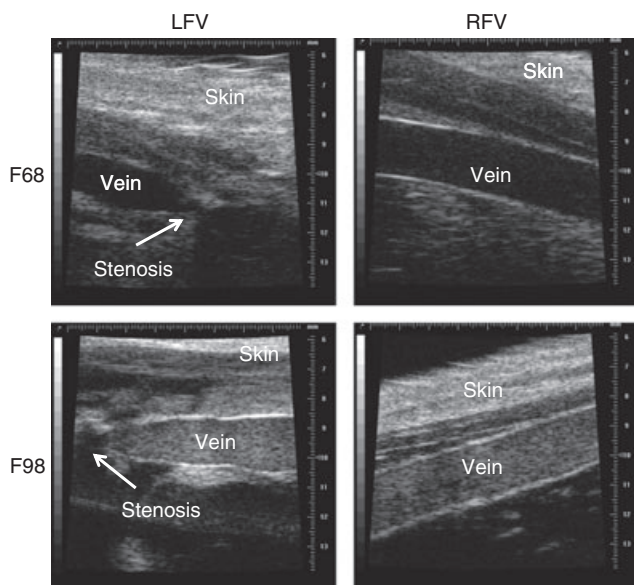 LFV
RFV
F68
Skin
Vein
Stenosis
Skin
Vein
F98
Skin
Vein
Stenosis
Skin
Vein